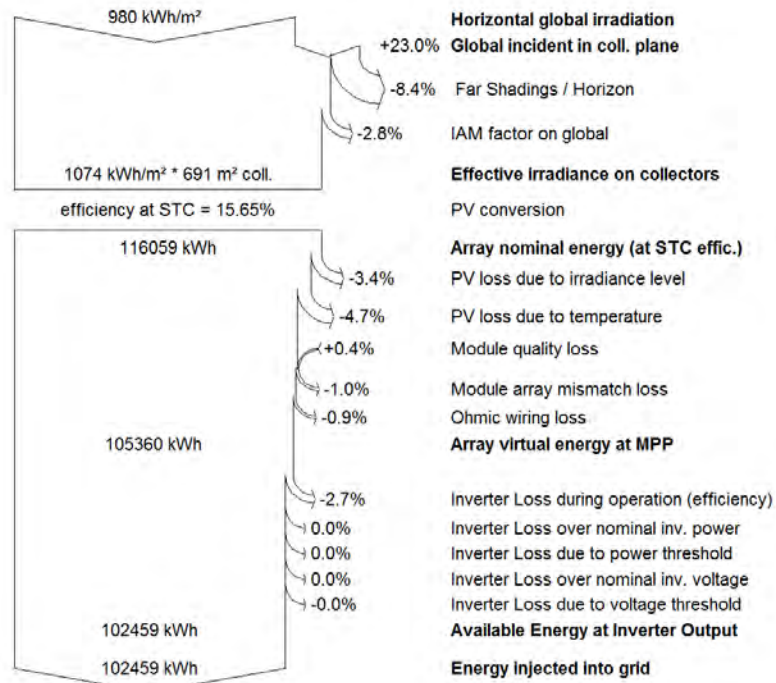 980 kWh/m² Horizontal global irradiation
+23.0% Global incident in coll. plane
-8.4% Far Shadings / Horizon
-2.8% IAM factor on global
1074 kWh/m² * 691 m² coll. Effective irradiance on collectors
efficiency at STC = 15.65% PV conversion
116059 kWh Array nominal energy (at STC effic.)
-3.4% PV loss due to irradiance level
-4.7% PV loss due to temperature
+0.4% Module quality loss
-1.0% Module array mismatch loss
-0.9% Ohmic wiring loss
105360 kWh Array virtual energy at MPP
-2.7% Inverter Loss during operation (efficiency)
0.0% Inverter Loss over nominal inv. power
0.0% Inverter Loss due to power threshold
0.0% Inverter Loss over nominal inv. voltage
-0.0% Inverter Loss due to voltage threshold
102459 kWh Available Energy at Inverter Output
102459 kWh Energy injected into grid